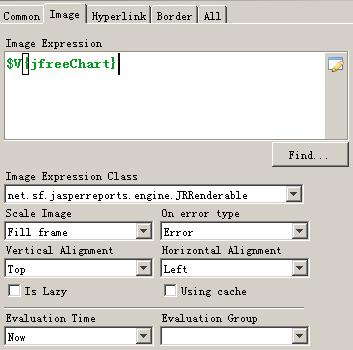 Common Image Hyperlink Border All
Image Expression
$V{jfreeChart}
Find...
Image Expression Class
net.sf.jasperreports.engine.JRRenderable
Scale Image On error type
Fill frame Error
Vertical Alignment Horizontal Alignment
Top Left
Is Lazy Using cache
Evaluation Time Evaluation Group
Now